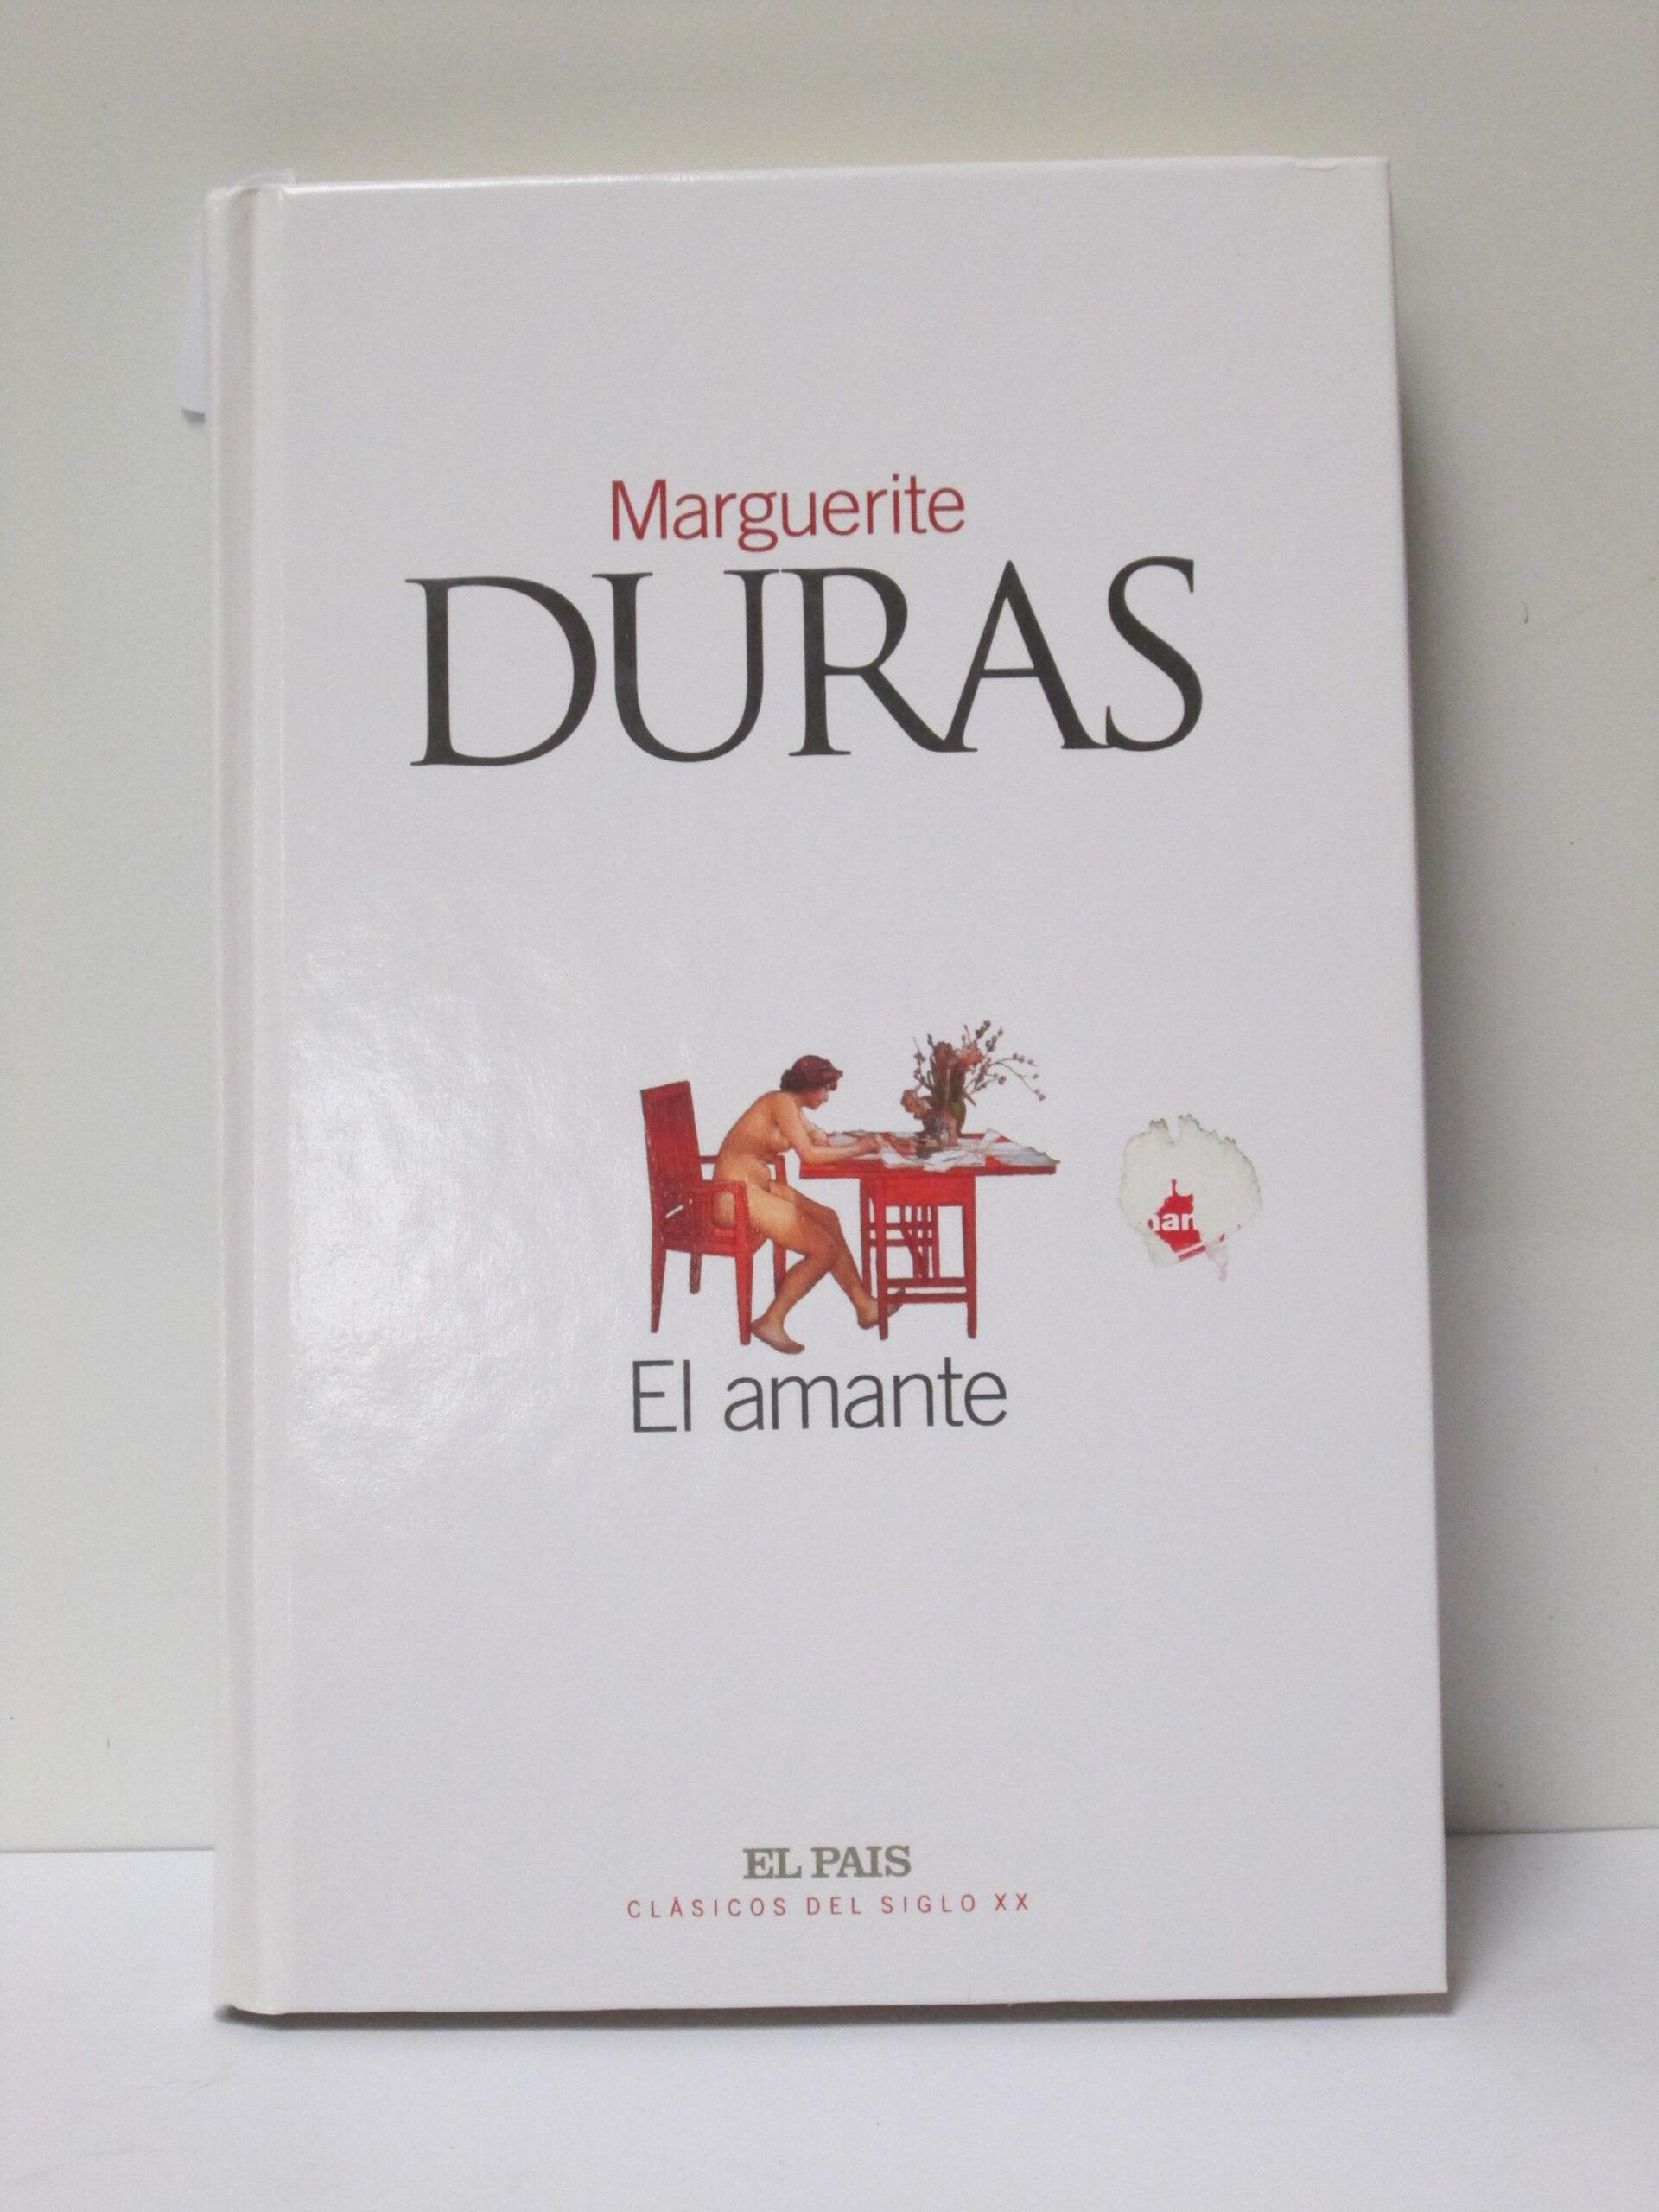 Marguerite
DURAS
El amante
EL PAIS
CLÁSICOS DEL SIGLO XX